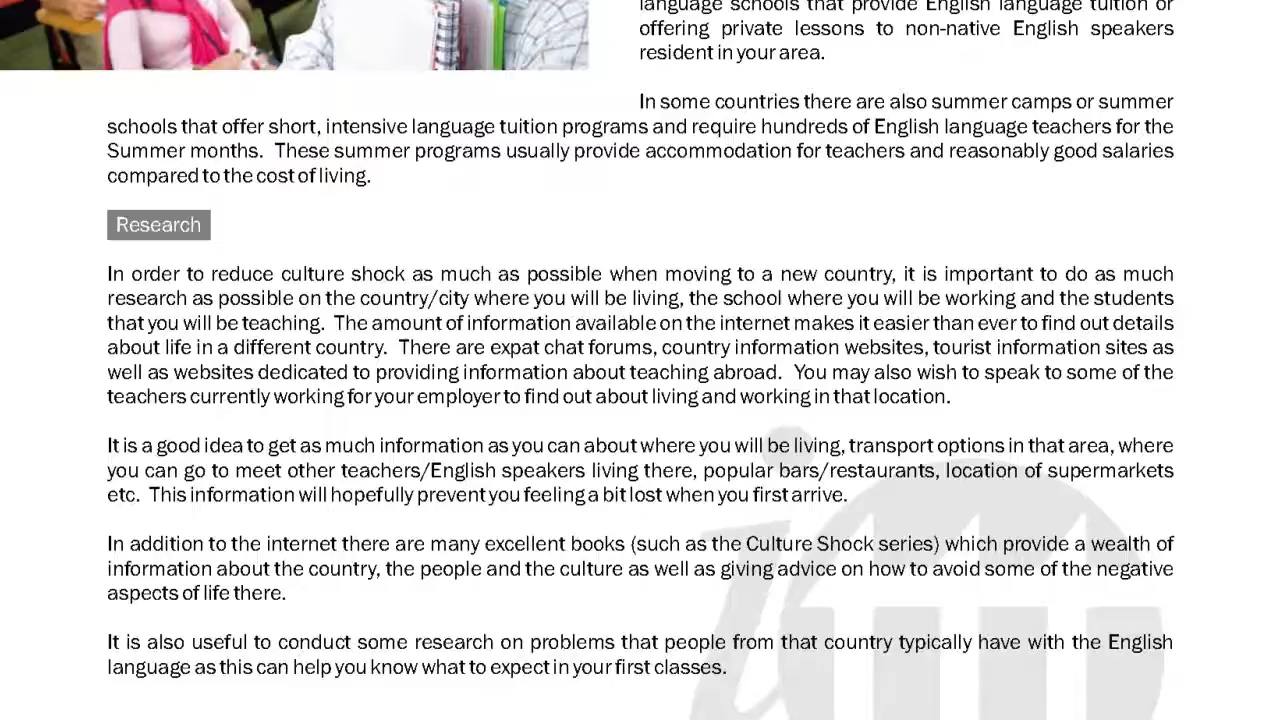 language schools that provide English language tuition or
offering private lessons to non-native English speakers
resident in your area.
In some countries there are also summer camps or summer
schools that offer short, intensive language tuition programs and require hundreds of English language teachers for the
Summer months. These summer programs usually provide accommodation for teachers and reasonably good salaries
compared to the cost of living.
Research
In order to reduce culture shock as much as possible when moving to a new country, it is important to do as much
research as possible on the country/city where you will be living, the school where you will be working and the students
that you will be teaching. The amount of information available on the internet makes it easier than ever to find out details
about life in a different country. There are expat chat forums, country information websites, tourist information sites as
well as websites dedicated to providing information about teaching abroad. You may also wish to speak to some of the
teachers currently working for your employer to find out about living and working in that location.
It is a good idea to get as much information as you can about where you will be living, transport options in that area, where
you can go to meet other teachers/English speakers living there, popular bars/restaurants, location of supermarkets
etc. This information will hopefully prevent you feeling a bit lost when you first arrive.
In addition to the internet there are many excellent books (such as the Culture Shock series) which provide a wealth of
information about the country, the people and the culture as well as giving advice on how to avoid some of the negative
aspects of life there.
It is also useful to conduct some research on problems that people from that country typically have with the English
language as this can help you know what to expect in your first classes.